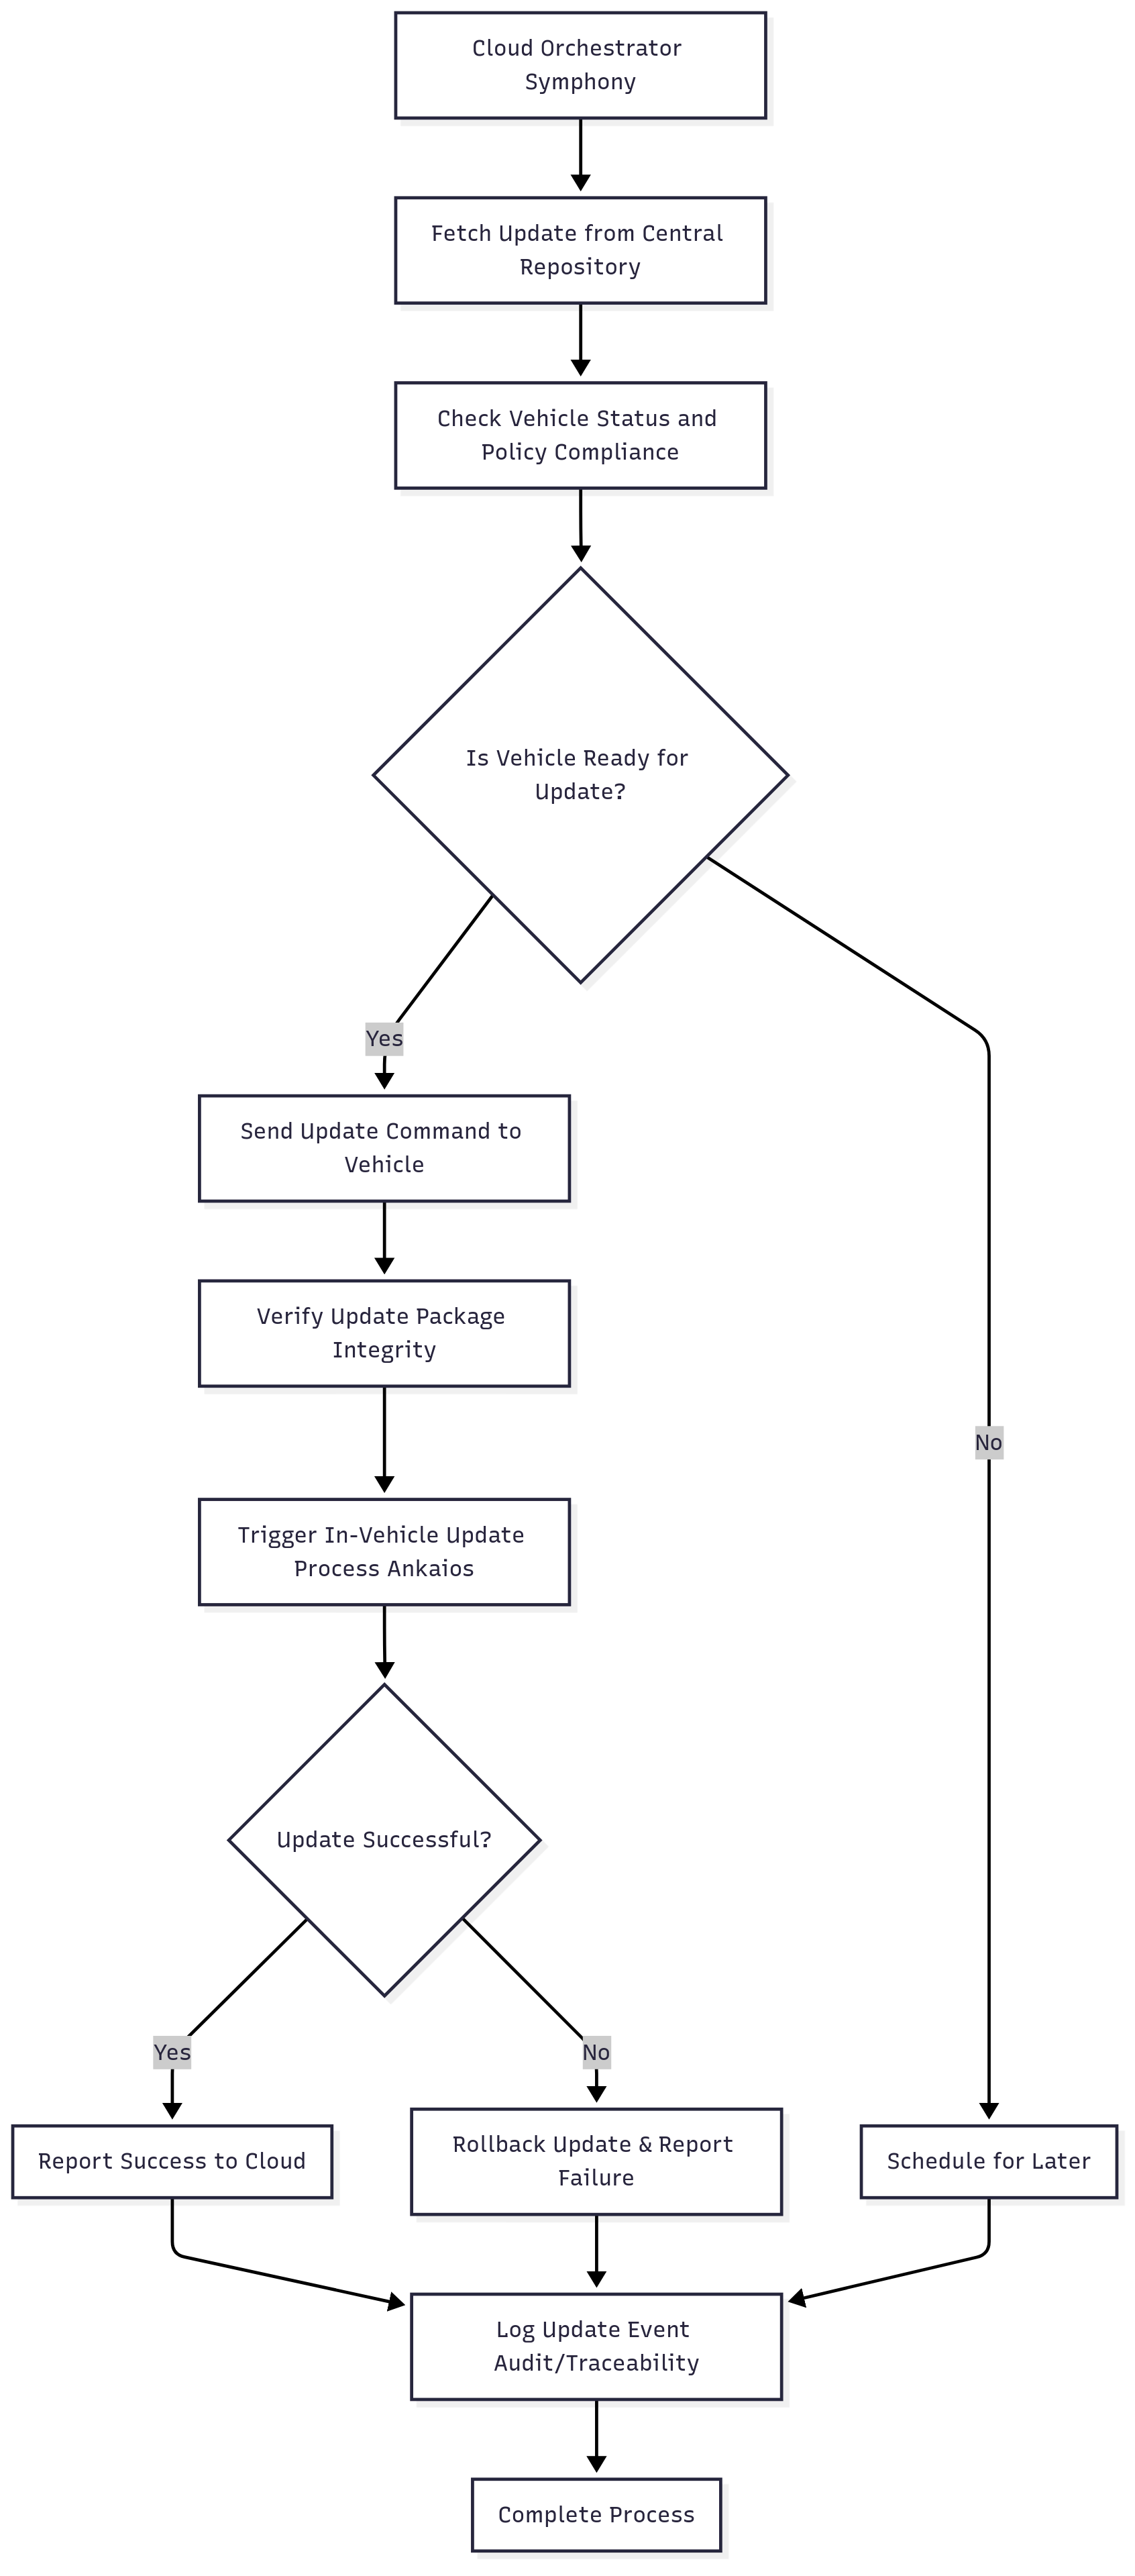 Cloud Orchestrator
Symphony
Fetch Update from Central
Repository
Check Vehicle Status and
Policy Compliance
Is Vehicle Ready for
Update?
Yes
Send Update Command to
Vehicle
Verify Update Package
Integrity
No
Trigger In-Vehicle Update
Process Ankaios
Update Successful?
Yes
No
Report Success to Cloud
Rollback Update & Report
Failure
Schedule for Later
Log Update Event
Audit/Traceability
Complete Process